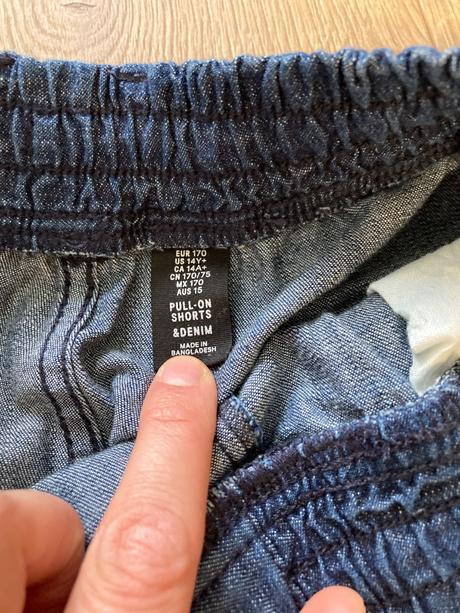 EUR 170
US 14Y+
CA 14A+
CN 170/75
MX 170
AUS 15
PULL-ON
SHORTS
&DENIM
MADE IN
BANGLADESH